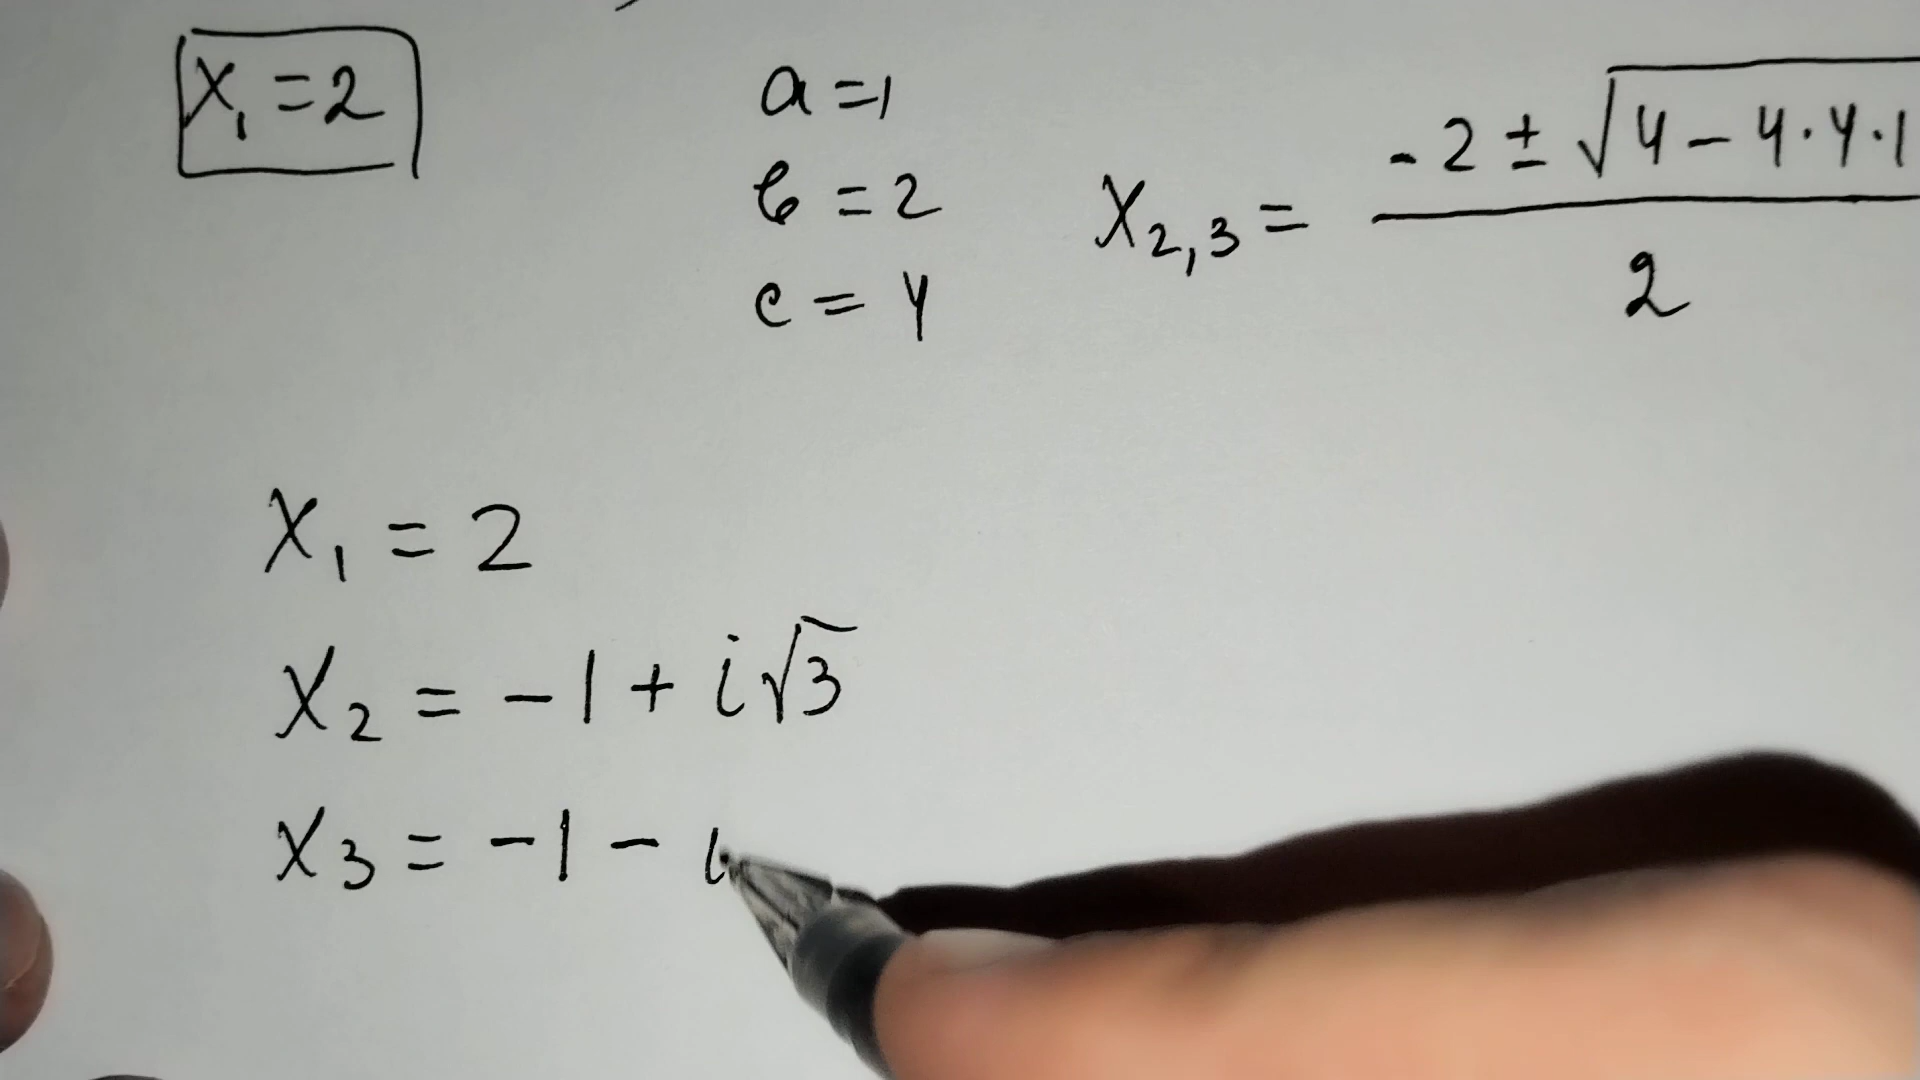 x₁ = 2
a = 1
b = 2
c = 4
x₂,₃ = (-2 ± √(4 - 4·4·1)) / 2
x₁ = 2
x₂ = -1 + i√3
x₃ = -1 - i